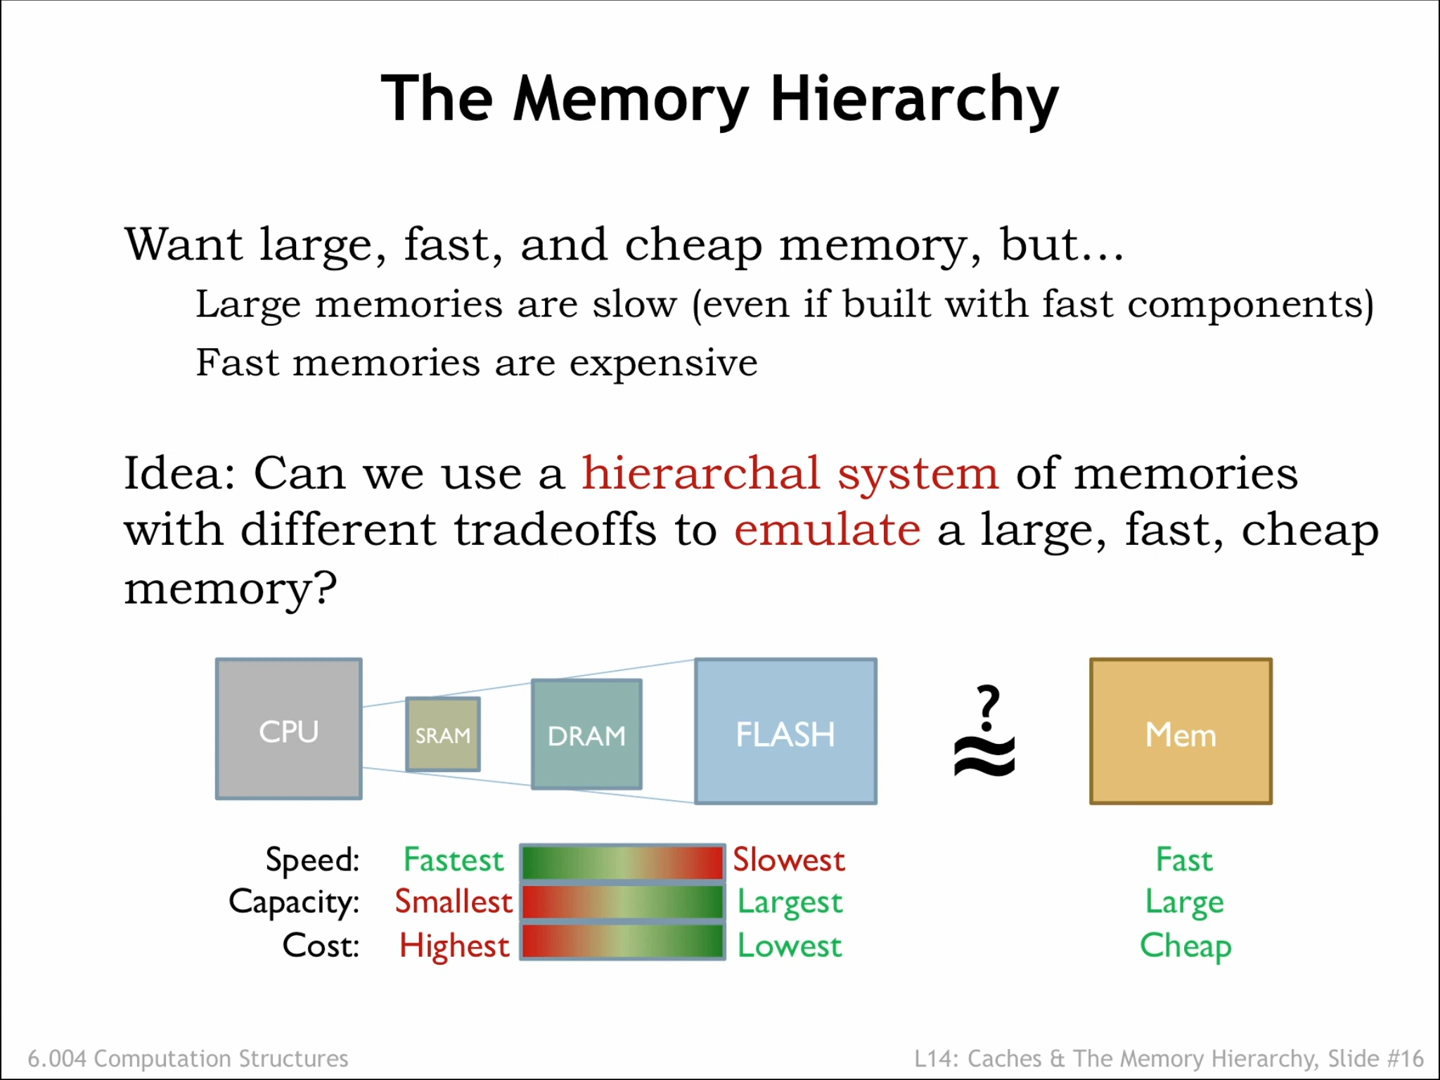 The Memory Hierarchy
Want large, fast, and cheap memory, but…
Large memories are slow (even if built with fast components)
Fast memories are expensive
Idea: Can we use a hierarchal system of memories
with different tradeoffs to emulate a large, fast, cheap
memory?
CPU SRAM DRAM FLASH ? ≈ Mem
Speed: Fastest Slowest Fast
Capacity: Smallest Largest Large
Cost: Highest Lowest Cheap
6.004 Computation Structures L14: Caches & The Memory Hierarchy, Slide #16